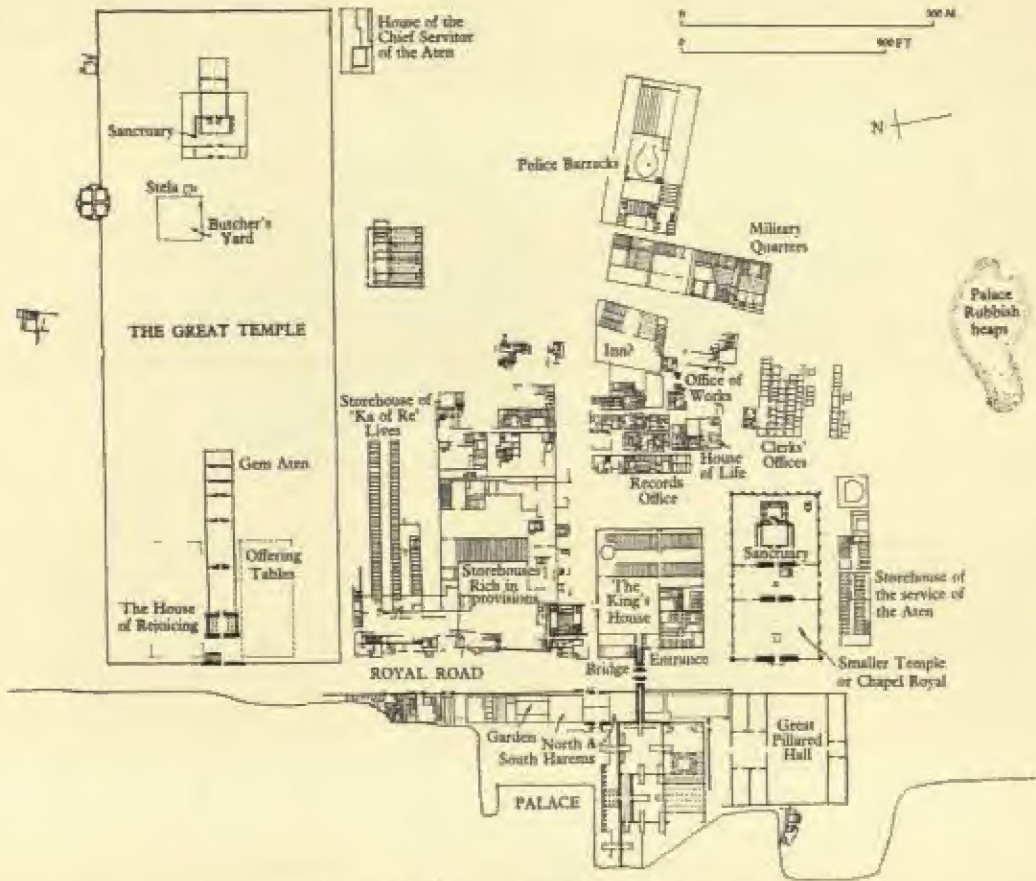 House of the
Chief Servitor
of the Aten
300 M.
0
0
900 FT
N
Sanctuary
Police Barracks
Stela
Butcher's
Yard
Military
Quarters
Palace
Rubbish
heaps
THE GREAT TEMPLE
Inn?
Office of
Works
Storehouse of
"Ka of Re"
Lives
Clerks'
Offices
House
of Life
Gem Aten
Records
Office
Offering
Tables
Sanctuary
Storehouses
Rich in
provisions
The
King's
House
Storehouse of
the service of
the Aten
The House
of Rejoicing
ROYAL ROAD
Bridge
Entrance
Smaller Temple
or Chapel Royal
Garden
North &
South Harems
Great
Pillared
Hall
PALACE